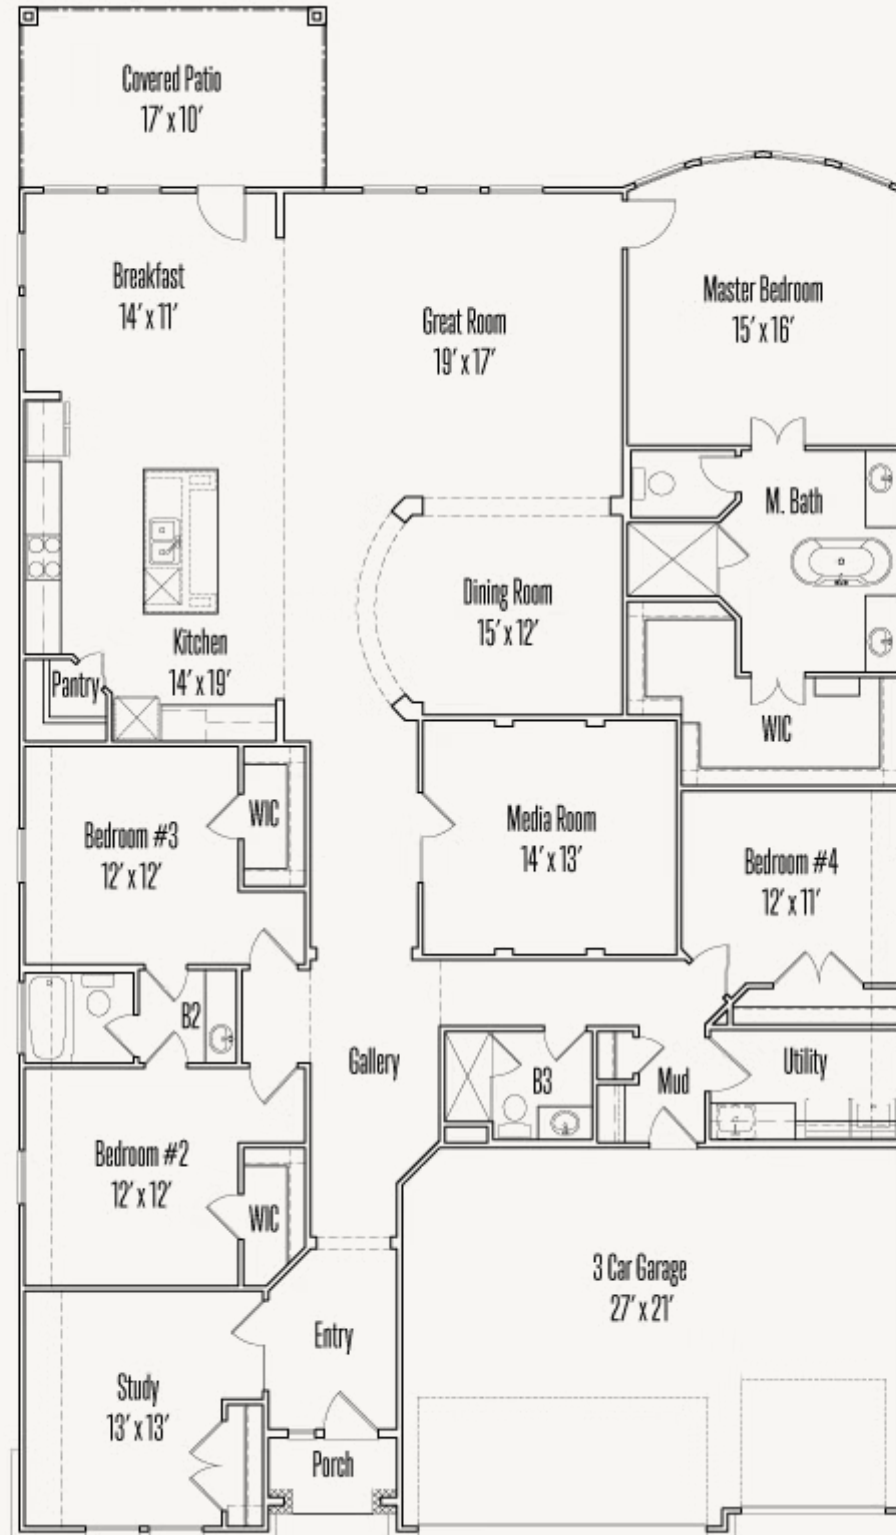 Covered Patio
17' x 10'
Breakfast
14' x 11'
Great Room
19' x 17'
Master Bedroom
15' x 16'
M. Bath
Dining Room
15' x 12'
Kitchen
14' x 19'
Pantry
WIC
Bedroom #3
12' x 12'
WIC
Media Room
14' x 13'
Bedroom #4
12' x 11'
B2
Gallery
B3
Mud
Utility
Bedroom #2
12' x 12'
WIC
3 Car Garage
27' x 21'
Entry
Study
13' x 13'
Porch